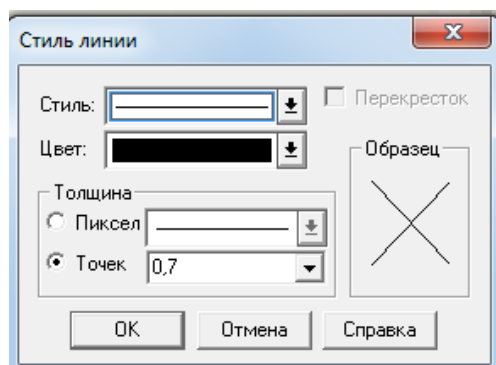 Стиль линии
Стиль:
Перекресток
Цвет:
Образец
Толщина
Пиксел
Точек 0,7
OK Отмена Справка